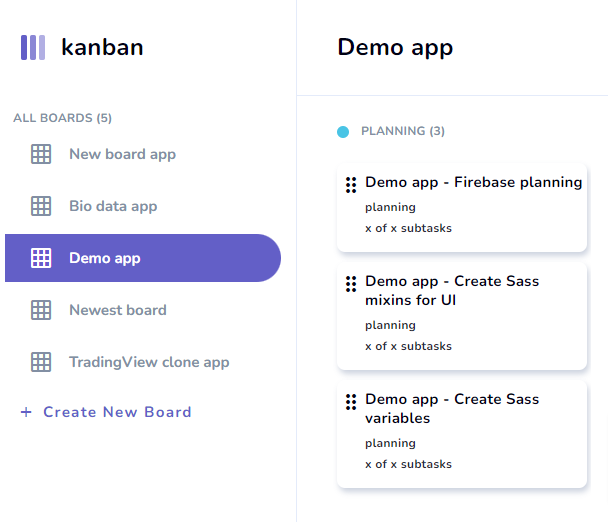 kanban
Demo app
ALL BOARDS (5)
New board app
Bio data app
Demo app
Newest board
TradingView clone app
+ Create New Board
PLANNING (3)
Demo app - Firebase planning
planning
x of x subtasks
Demo app - Create Sass
mixins for UI
planning
x of x subtasks
Demo app - Create Sass
variables
planning
x of x subtasks